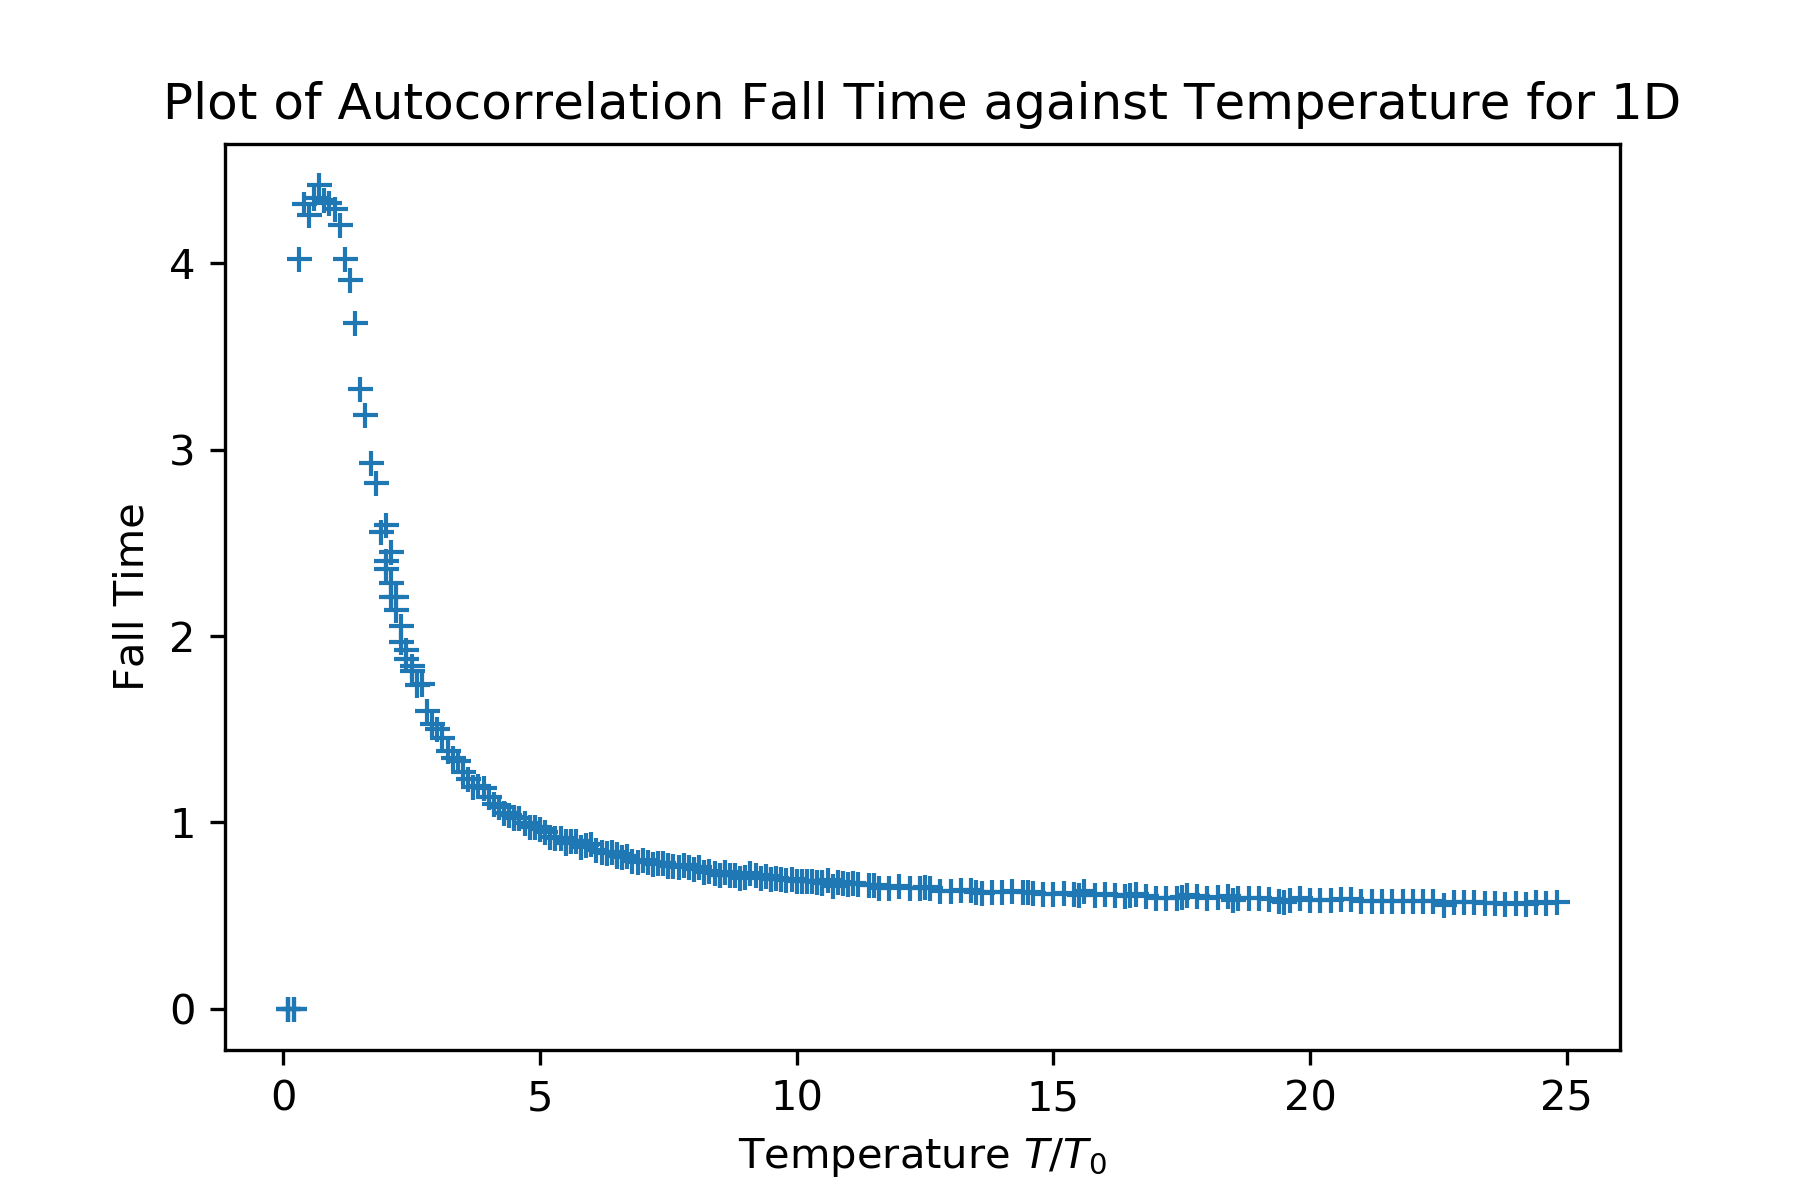 Plot of Autocorrelation Fall Time against Temperature for 1D
Fall Time
4
3
2
1
0
0 5 10 15 20 25
Temperature T/T₀